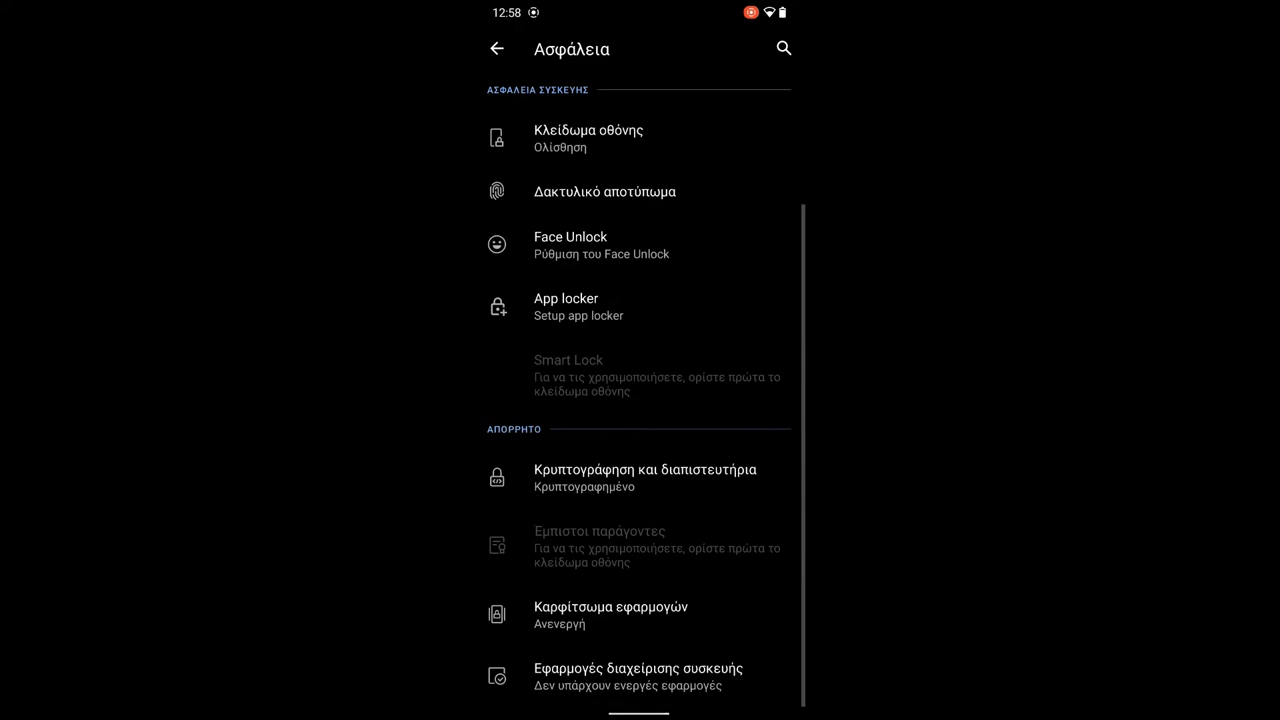 12:58
Ασφάλεια
ΑΣΦΑΛΕΙΑ ΣΥΣΚΕΥΗΣ
Κλείδωμα οθόνης
Ολίσθηση
Δακτυλικό αποτύπωμα
Face Unlock
Ρύθμιση του Face Unlock
App locker
Setup app locker
Smart Lock
Για να τις χρησιμοποιήσετε, ορίστε πρώτα το
κλείδωμα οθόνης
ΑΠΟΡΡΗΤΟ
Κρυπτογράφηση και διαπιστευτήρια
Κρυπτογραφημένο
Έμπιστοι παράγοντες
Για να τις χρησιμοποιήσετε, ορίστε πρώτα το
κλείδωμα οθόνης
Καρφίτσωμα εφαρμογών
Ανενεργή
Εφαρμογές διαχείρισης συσκευής
Δεν υπάρχουν ενεργές εφαρμογές